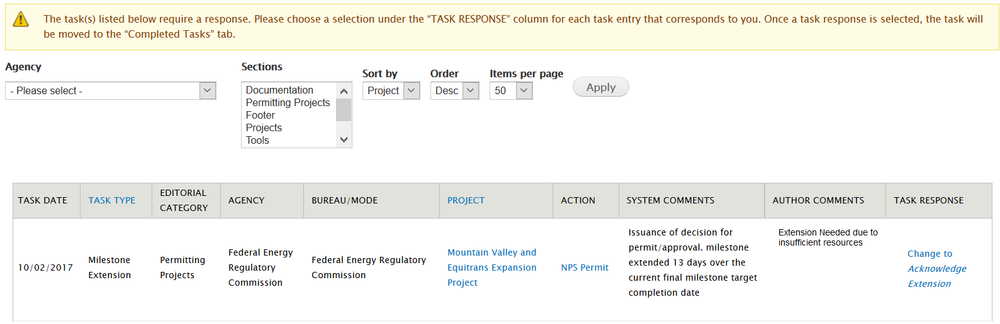 The task(s) listed below require a response. Please choose a selection under the “TASK RESPONSE” column for each task entry that corresponds to you. Once a task response is selected, the task will
be moved to the “Completed Tasks” tab.
Agency
- Please select -
Sections
Documentation
Permitting Projects
Footer
Projects
Tools
Sort by
Project
Order
Desc
Items per page
50
Apply
TASK DATE
TASK TYPE
EDITORIAL
CATEGORY
AGENCY
BUREAU/MODE
PROJECT
ACTION
SYSTEM COMMENTS
AUTHOR COMMENTS
TASK RESPONSE
10/02/2017
Milestone
Extension
Permitting
Projects
Federal Energy
Regulatory
Commission
Federal Energy Regulatory
Commission
Mountain Valley and
Equitrans Expansion
Project
NPS Permit
Issuance of decision for
permit/approval. milestone
extended 13 days over the
current final milestone target
completion date
Extension Needed due to
insufficient resources
Change to
Acknowledge
Extension